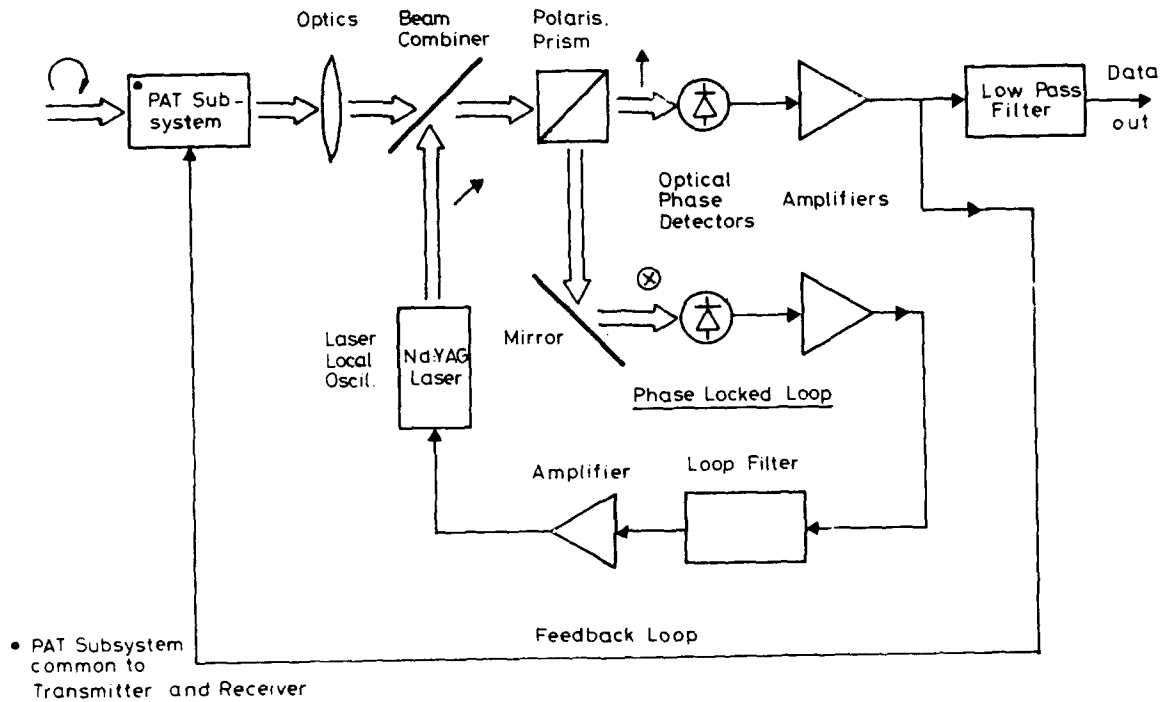 Optics
Beam
Combiner
Polaris.
Prism
• PAT Sub-
system
Low Pass
Filter
Data
out
Optical
Phase
Detectors
Amplifiers
Laser
Local
Oscil.
Nd:YAG
Laser
Mirror
Phase Locked Loop
Amplifier
Loop Filter
Feedback Loop
• PAT Subsystem
common to
Transmitter and Receiver